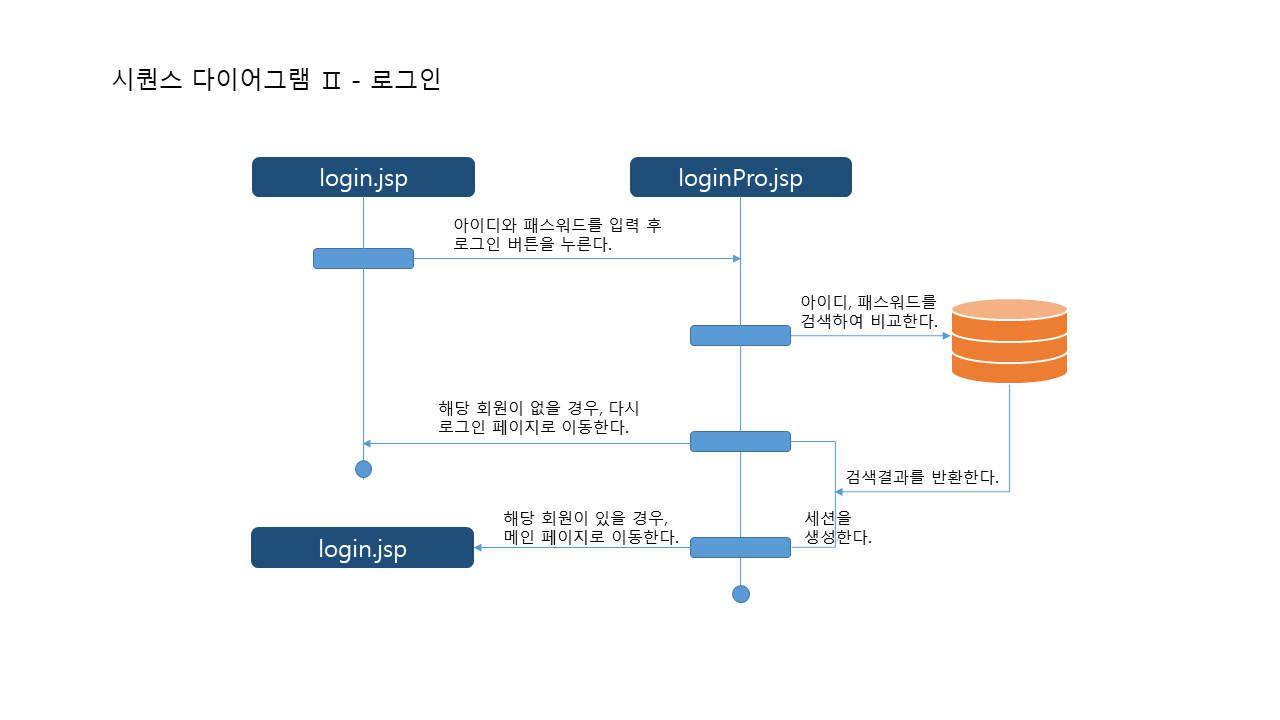 시퀀스 다이어그램 Ⅱ - 로그인
login.jsp
loginPro.jsp
아이디와 패스워드를 입력 후
로그인 버튼을 누른다.
아이디, 패스워드를
검색하여 비교한다.
해당 회원이 없을 경우, 다시
로그인 페이지로 이동한다.
검색결과를 반환한다.
해당 회원이 있을 경우,
메인 페이지로 이동한다.
세션을
생성한다.
login.jsp